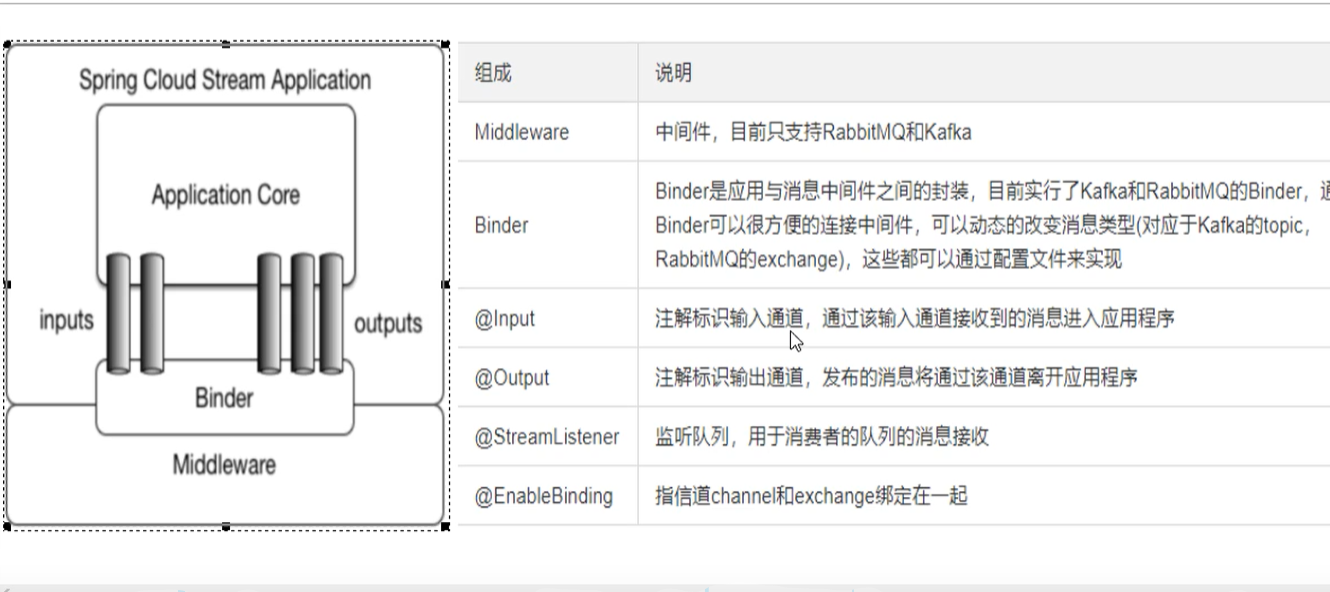 Spring Cloud Stream Application
Application Core
inputs
outputs
Binder
Middleware
组成
说明
Middleware
中间件，目前只支持RabbitMQ和Kafka
Binder
Binder是应用与消息中间件之间的封装，目前实行了Kafka和RabbitMQ的Binder，
Binder可以很方便的连接中间件，可以动态的改变消息类型(对应于Kafka的topic，
RabbitMQ的exchange)，这些都可以通过配置文件来实现
@Input
注解标识输入通道，通过该输入通道接收到的消息进入应用程序
@Output
注解标识输出通道，发布的消息将通过该通道离开应用程序
@StreamListener
监听队列，用于消费者的队列的消息接收
@EnableBinding
指信道channel和exchange绑定在一起